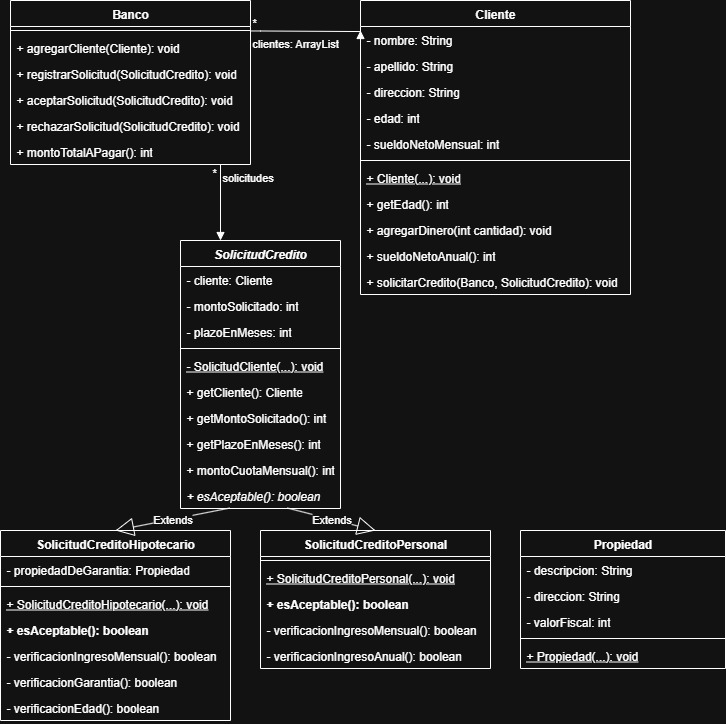 Banco
+ agregarCliente(Cliente): void
+ registrarSolicitud(SolicitudCredito): void
+ aceptarSolicitud(SolicitudCredito): void
+ rechazarSolicitud(SolicitudCredito): void
+ montoTotalAPagar(): int
*
clientes: ArrayList
Cliente
- nombre: String
- apellido: String
- direccion: String
- edad: int
- sueldoNetoMensual: int
+ Cliente(...): void
+ getEdad(): int
+ agregarDinero(int cantidad): void
+ sueldoNetoAnual(): int
+ solicitarCredito(Banco, SolicitudCredito): void
* solicitudes
SolicitudCredito
- cliente: Cliente
- montoSolicitado: int
- plazoEnMeses: int
- SolicitudCliente(...): void
+ getCliente(): Cliente
+ getMontoSolicitado(): int
+ getPlazoEnMeses(): int
+ montoCuotaMensual(): int
+ esAceptable(): boolean
Extends
Extends
SolicitudCreditoHipotecario
- propiedadDeGarantia: Propiedad
+ SolicitudCreditoHipotecario(...): void
+ esAceptable(): boolean
- verificacionIngresoMensual(): boolean
- verificacionGarantia(): boolean
- verificacionEdad(): boolean
SolicitudCreditoPersonal
+ SolicitudCreditoPersonal(...): void
+ esAceptable(): boolean
- verificacionIngresoMensual(): boolean
- verificacionIngresoAnual(): boolean
Propiedad
- descripcion: String
- direccion: String
- valorFiscal: int
+ Propiedad(...): void